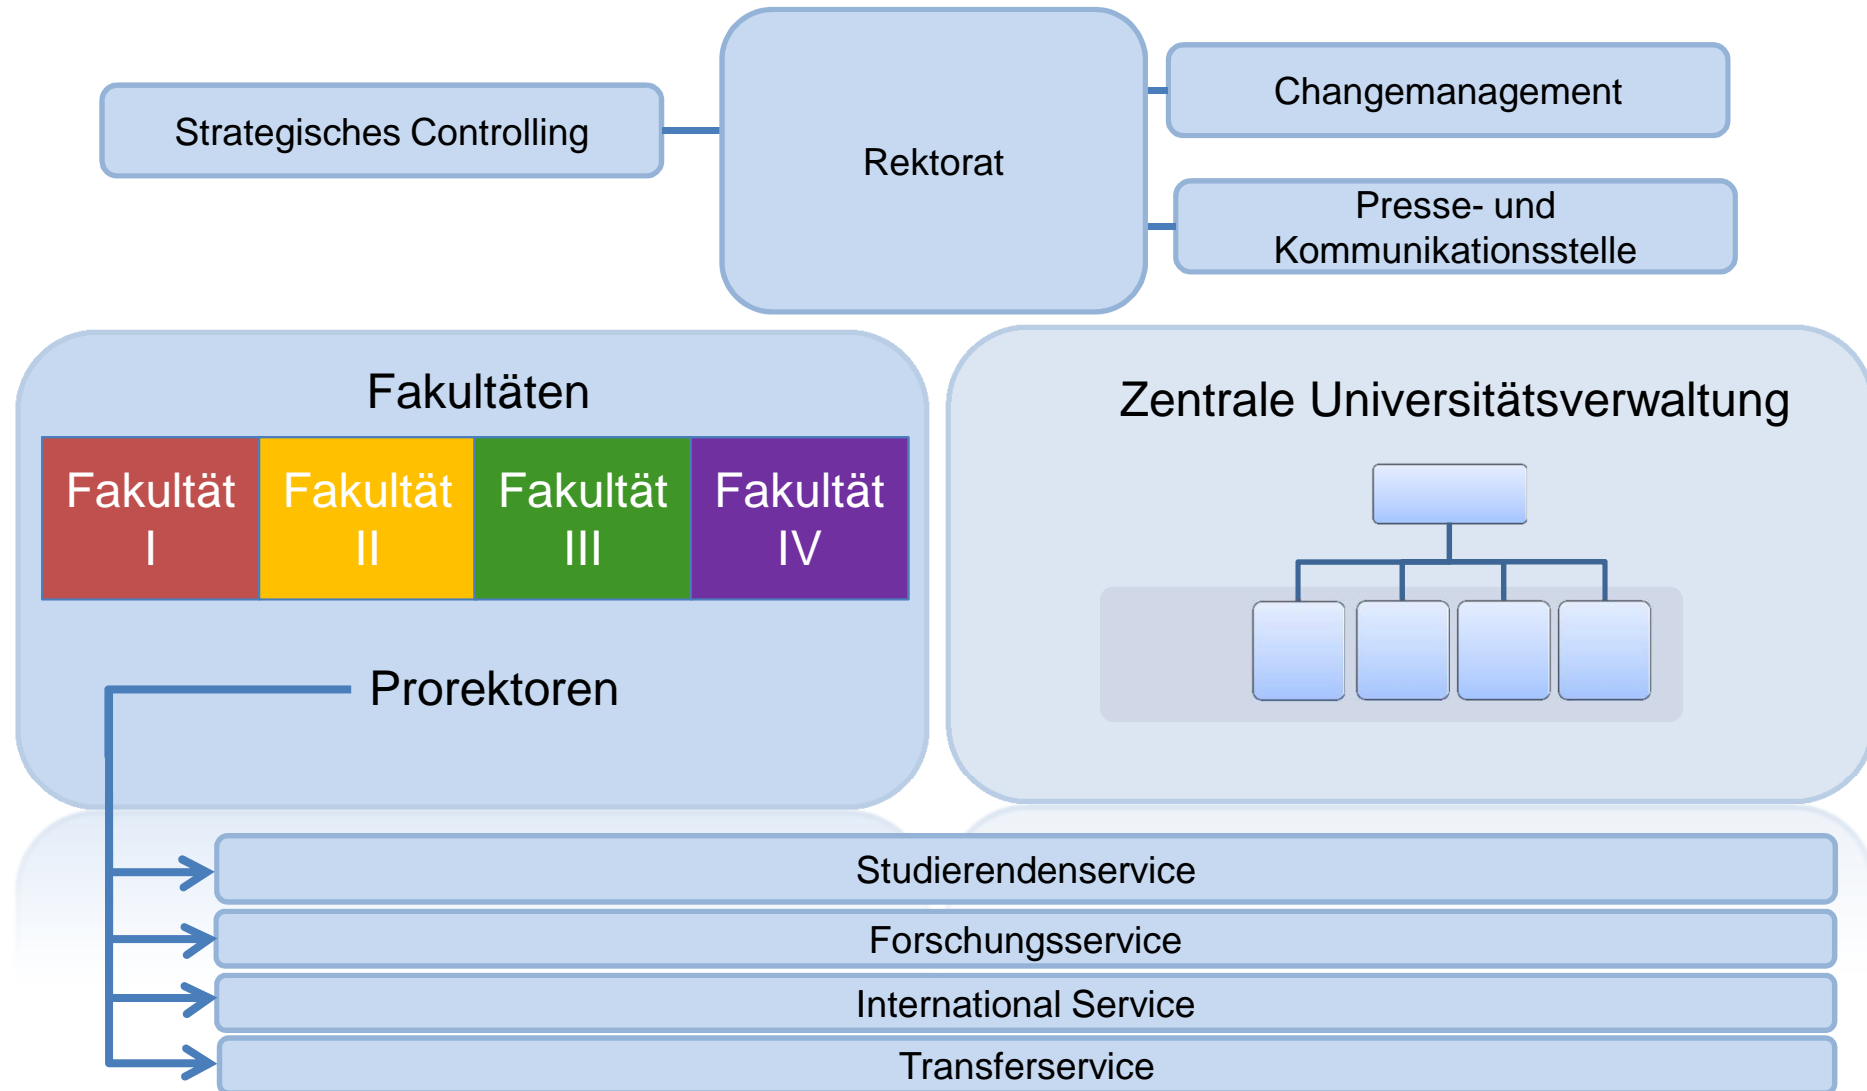 Strategisches Controlling
Rektorat
Changemanagement
Presse- und
Kommunikationsstelle
Fakultäten
Fakultät
I
Fakultät
II
Fakultät
III
Fakultät
IV
Prorektoren
Zentrale Universitätsverwaltung
Studierendenservice
Forschungsservice
International Service
Transferservice